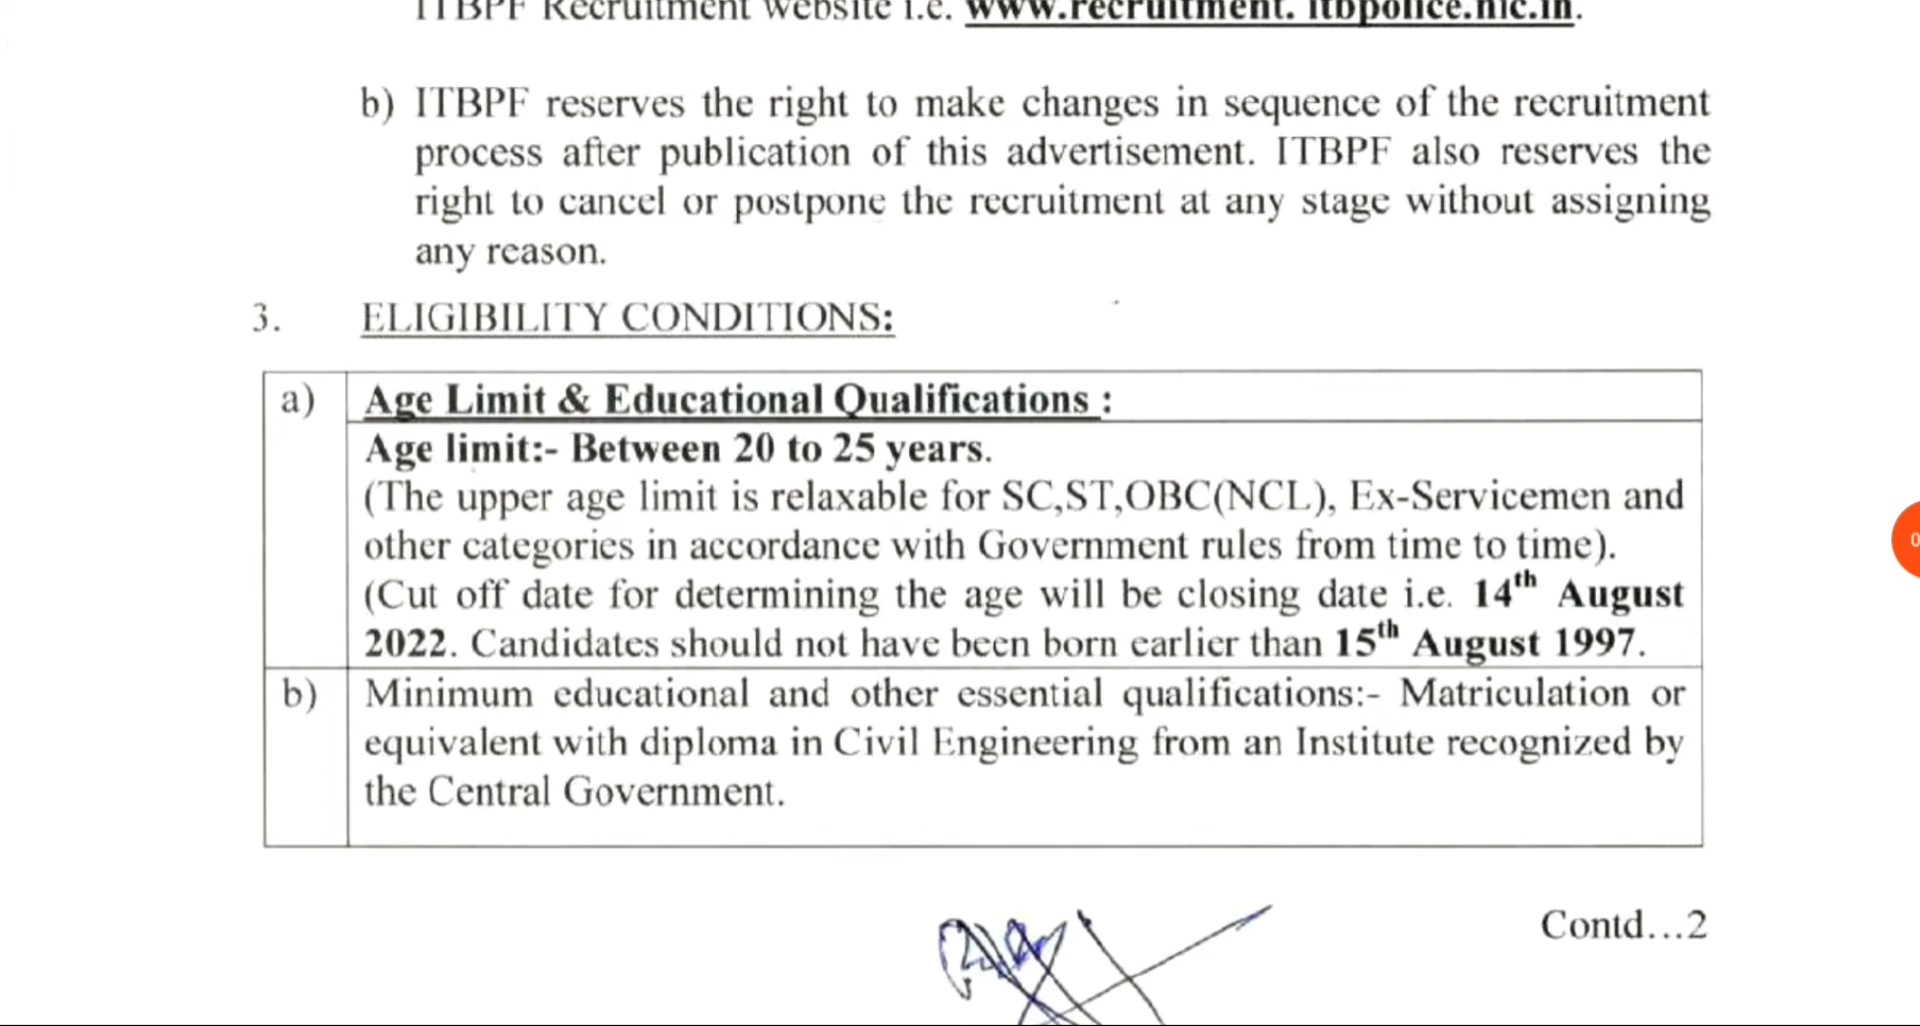 ITBPF Recruitment website i.e. www.recruitment. itbpolice.nic.in.
b) ITBPF reserves the right to make changes in sequence of the recruitment
process after publication of this advertisement. ITBPF also reserves the
right to cancel or postpone the recruitment at any stage without assigning
any reason.
3. ELIGIBILITY CONDITIONS:
a) Age Limit & Educational Qualifications :
Age limit:- Between 20 to 25 years.
(The upper age limit is relaxable for SC,ST,OBC(NCL), Ex-Servicemen and
other categories in accordance with Government rules from time to time).
(Cut off date for determining the age will be closing date i.e. 14th August
2022. Candidates should not have been born earlier than 15th August 1997.
b) Minimum educational and other essential qualifications:- Matriculation or
equivalent with diploma in Civil Engineering from an Institute recognized by
the Central Government.
Contd...2